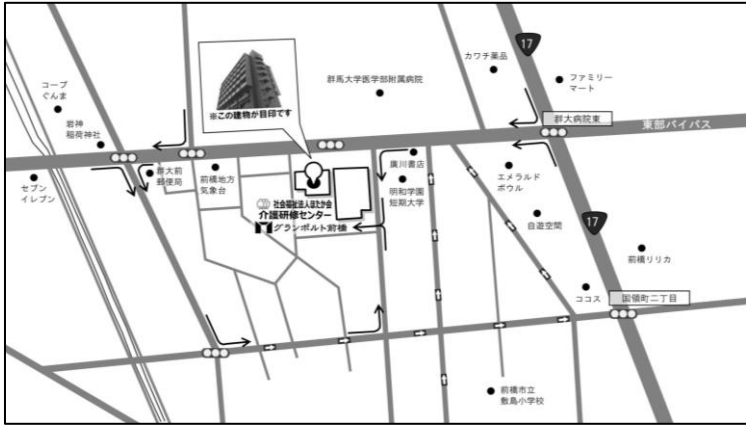 17
カワチ薬品
ファミリー
マート
群馬大学医学部附属病院
コープ
ぐんま
岩神
稲荷神社
※この建物が目印です
群大病院東
東部バイパス
セブン
イレブン
群大前
郵便局
前橋地方
気象台
廣川書店
明和学園
短期大学
エメラルド
ボウル
社会福祉法人ほたか会
介護研修センター
グランボルト前橋
自遊空間
17
前橋リリカ
ココス
国領町二丁目
前橋市立
敷島小学校